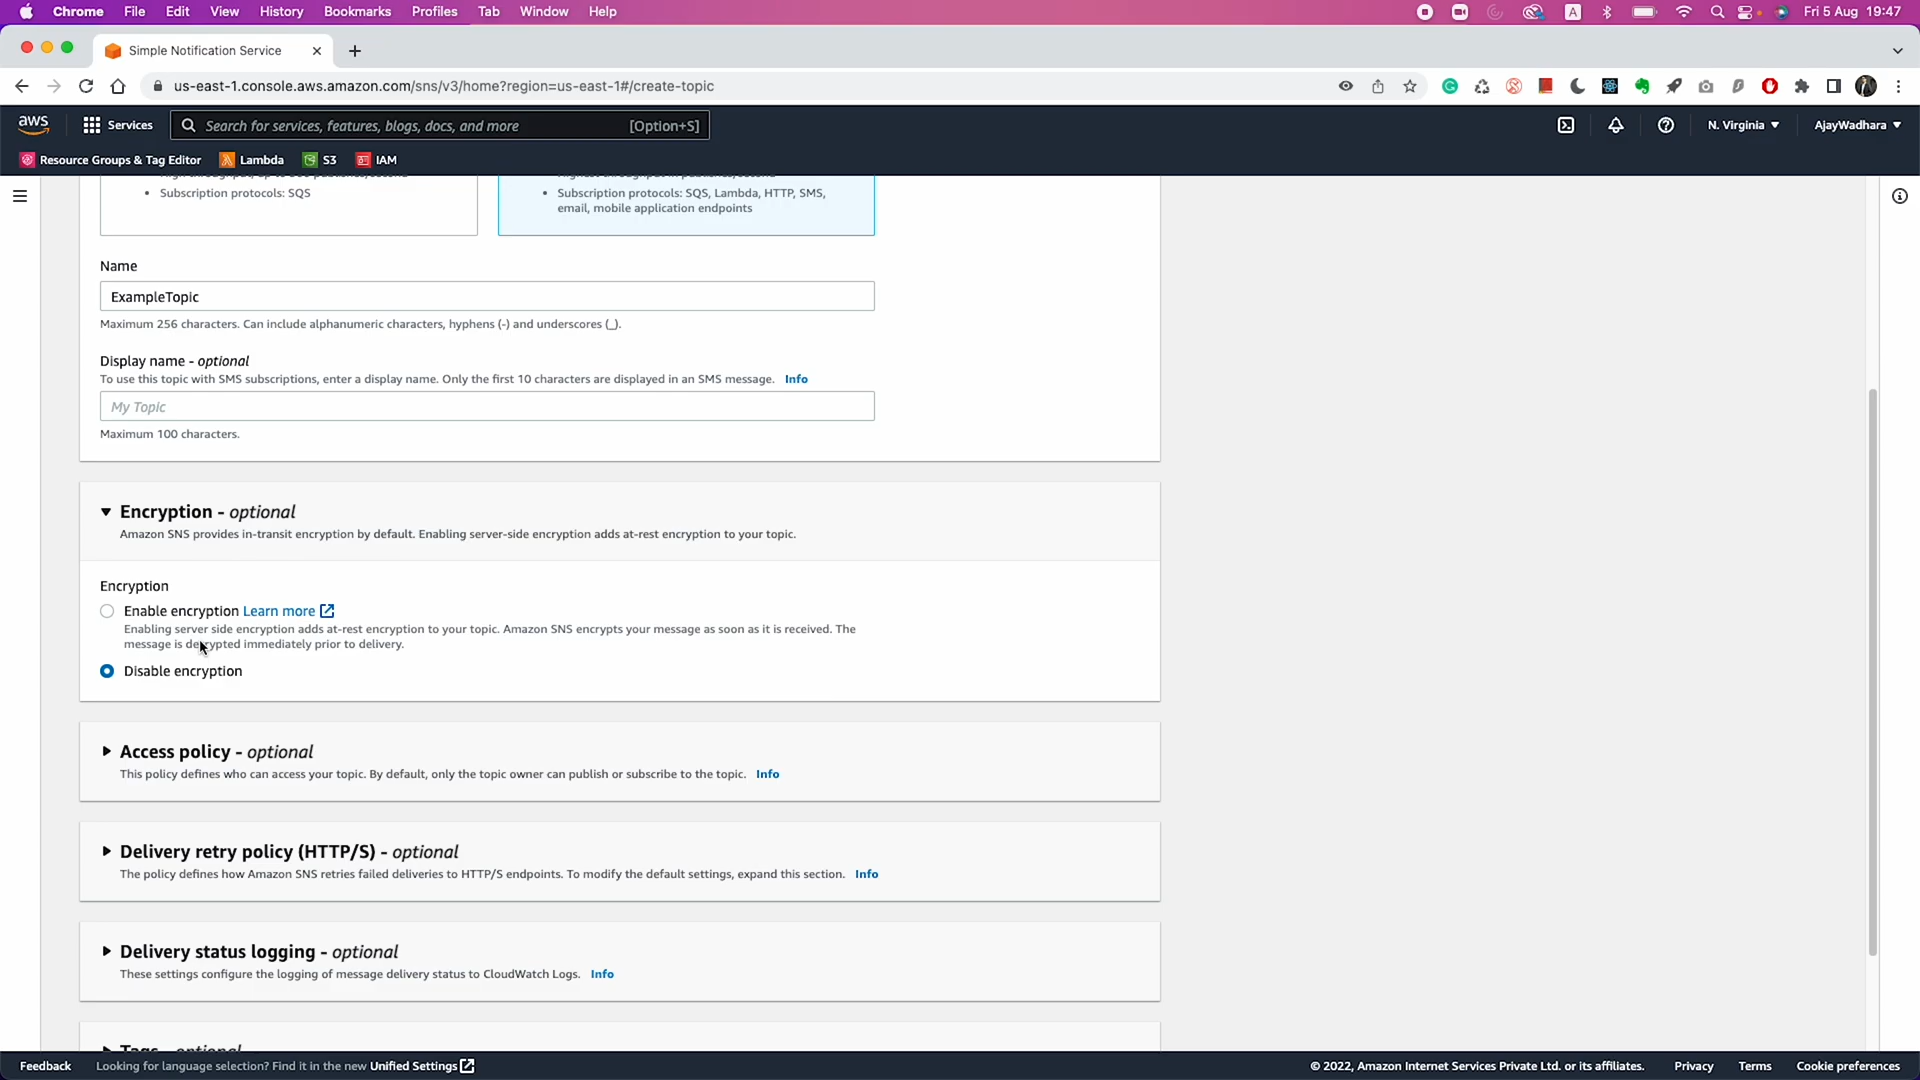 Chrome File Edit View History Bookmarks Profiles Tab Window Help
A
Fri 5 Aug 19:47
Simple Notification Service
us-east-1.console.aws.amazon.com/sns/v3/home?region=us-east-1#/create-topic
aws
Services
Search for services, features, blogs, docs, and more
[Option+S]
N. Virginia
AjayWadhara
Resource Groups & Tag Editor
Lambda
S3
IAM
Subscription protocols: SQS
Subscription protocols: SQS, Lambda, HTTP, SMS,
email, mobile application endpoints
Name
ExampleTopic
Maximum 256 characters. Can include alphanumeric characters, hyphens (-) and underscores (_).
Display name - optional
To use this topic with SMS subscriptions, enter a display name. Only the first 10 characters are displayed in an SMS message. Info
My Topic
Maximum 100 characters.
Encryption - optional
Amazon SNS provides in-transit encryption by default. Enabling server-side encryption adds at-rest encryption to your topic.
Encryption
Enable encryption Learn more
Enabling server side encryption adds at-rest encryption to your topic. Amazon SNS encrypts your message as soon as it is received. The
message is decrypted immediately prior to delivery.
Disable encryption
Access policy - optional
This policy defines who can access your topic. By default, only the topic owner can publish or subscribe to the topic. Info
Delivery retry policy (HTTP/S) - optional
The policy defines how Amazon SNS retries failed deliveries to HTTP/S endpoints. To modify the default settings, expand this section. Info
Delivery status logging - optional
These settings configure the logging of message delivery status to CloudWatch Logs. Info
Tags - optional
Feedback
Looking for language selection? Find it in the new Unified Settings
© 2022, Amazon Internet Services Private Ltd. or its affiliates.
Privacy
Terms
Cookie preferences